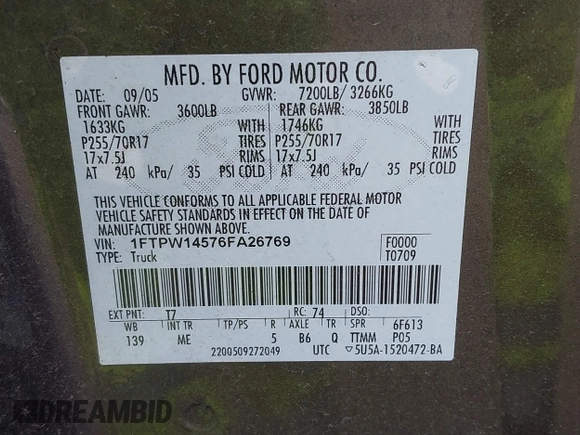 MFD. BY FORD MOTOR CO.
DATE: 09/05 GVWR: 7200LB/ 3266KG
FRONT GAWR: 3600LB REAR GAWR: 3850LB
1633KG WITH 1746KG WITH
P255/70R17 TIRES P255/70R17 TIRES
17x7.5J RIMS 17x7.5J RIMS
AT 240 kPa/ 35 PSI COLD AT 240 kPa/ 35 PSI COLD
THIS VEHICLE CONFORMS TO ALL APPLICABLE FEDERAL MOTOR
VEHICLE SAFETY STANDARDS IN EFFECT ON THE DATE OF
MANUFACTURE SHOWN ABOVE.
VIN: 1FTPW14576FA26769 F0000
TYPE: Truck T0709
EXT PNT: T7 RC: 74 DSO:
WB INT TR TP/PS R AXLE TR SPR 6F613
139 ME 5 B6 Q TTMM P05
2200509272049 UTC 5U5A-1520472-BA
DREAMBID